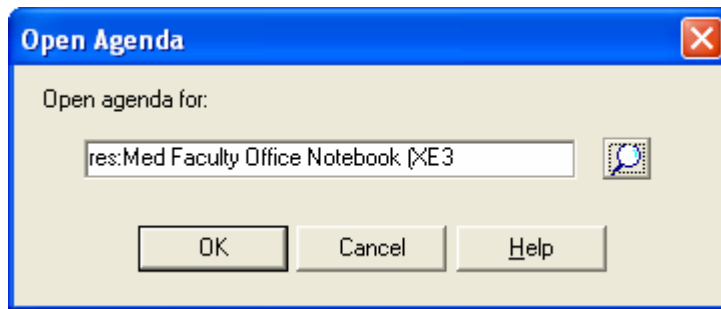 Open Agenda
Open agenda for:
res:Med Faculty Office Notebook (XE3
OK Cancel Help